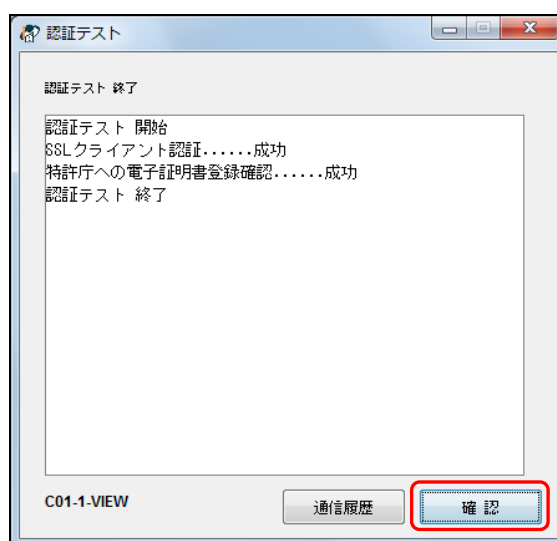 認証テスト
認証テスト 終了
認証テスト 開始
SSLクライアント認証......成功
特許庁への電子証明書登録確認......成功
認証テスト 終了
C01-1-VIEW
通信履歴
確 認